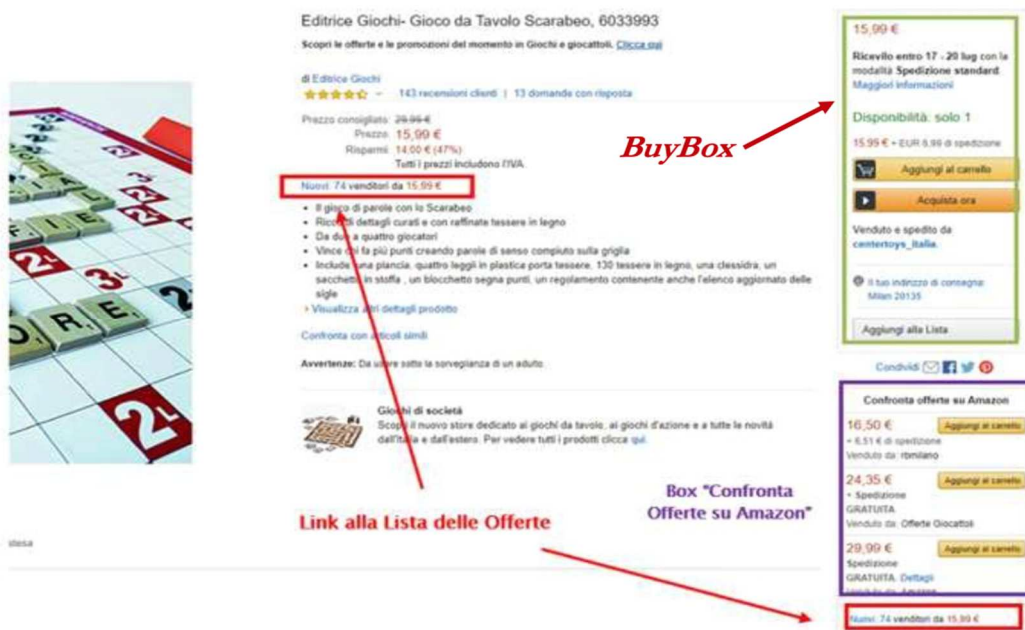 Editrice Giochi- Gioco da Tavolo Scarabeo, 6033993
Scopri le offerte e le promozioni del momento in Giochi e giocattoli. Clicca qui
di Editrice Giochi
143 recensioni clienti | 13 domande con risposta
Prezzo consigliato: 29,99 €
Prezzo: 15,99 €
Risparmi: 14,00 € (47%)
Tutti i prezzi includono l'IVA.
Nuovi: 74 venditori da 15,99 €
Il gioco di parole con lo Scarabeo
Ricco di dettagli curati e con raffinate tessere in legno
Da due a quattro giocatori
Vince chi fa più punti creando parole di senso compiuto sulla griglia
Include una plancia, quattro leggii in plastica porta tessere, 130 tessere in legno, una clessidra, un
sacchetto in stoffa , un blocchetto segna punti, un regolamento contenente anche l'elenco aggiornato delle
sigle
Visualizza altri dettagli prodotto
Confronta con articoli simili
Avvertenze: Da usare sotto la sorveglianza di un adulto
Giochi di società
Scopri il nuovo store dedicato ai giochi da tavolo, ai giochi d'azione e a tutte le novità
dall'Italia e dall'estero. Per vedere tutti i prodotti clicca qui.
BuyBox
Link alla Lista delle Offerte
Box "Confronta
Offerte su Amazon"
15,99 €
Ricevilo entro 17 - 20 lug con la
modalità Spedizione standard.
Maggiori informazioni
Disponibilità: solo 1
15,99 € + EUR 6,99 di spedizione
Aggiungi al carrello
Acquista ora
Venduto e spedito da
centertoys_italia.
Il tuo indirizzo di consegna:
Milan 20135
Aggiungi alla Lista
Condividi
Confronta offerte su Amazon
16,50 € Aggiungi al carrello
+ 6,51 € di spedizione
Venduto da: rbmilano
24,35 € Aggiungi al carrello
+ Spedizione
GRATUITA
Venduto da: Offerte Giocattoli
29,99 € Aggiungi al carrello
Spedizione
GRATUITA. Dettagli
Venduto da: Amazon
Nuovi: 74 venditori da 15,99 €